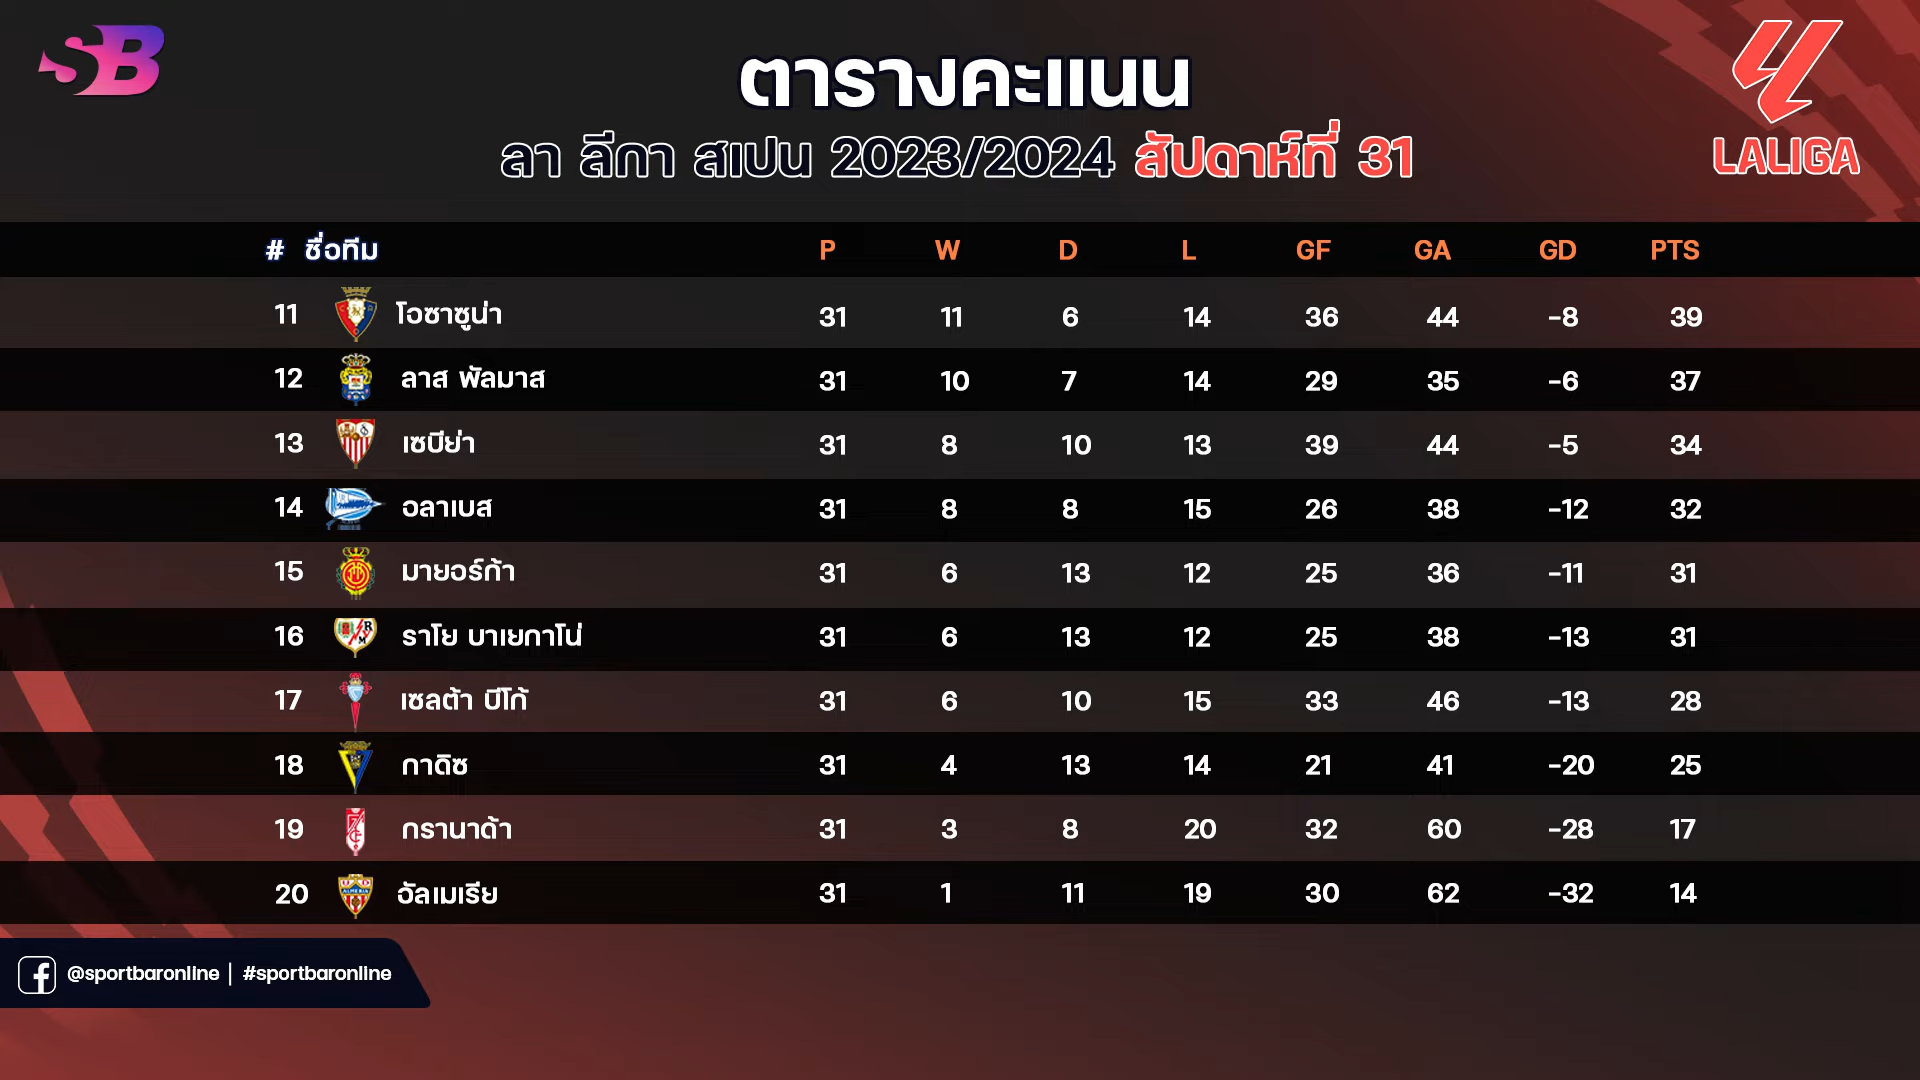 SB
ตารางคะแนน
ลา ลีกา สเปน 2023/2024 สัปดาห์ที่ 31
LALIGA
# ชื่อทีม P W D L GF GA GD PTS
11 โอซาซูน่า 31 11 6 14 36 44 -8 39
12 ลาส พัลมาส 31 10 7 14 29 35 -6 37
13 เซบีย่า 31 8 10 13 39 44 -5 34
14 อลาเบส 31 8 8 15 26 38 -12 32
15 มายอร์ก้า 31 6 13 12 25 36 -11 31
16 ราโย บาเยกาโน่ 31 6 13 12 25 38 -13 31
17 เซลต้า บีโก้ 31 6 10 15 33 46 -13 28
18 กาดิซ 31 4 13 14 21 41 -20 25
19 กรานาด้า 31 3 8 20 32 60 -28 17
20 อัลเมเรีย 31 1 11 19 30 62 -32 14
@sportbaronline | #sportbaronline